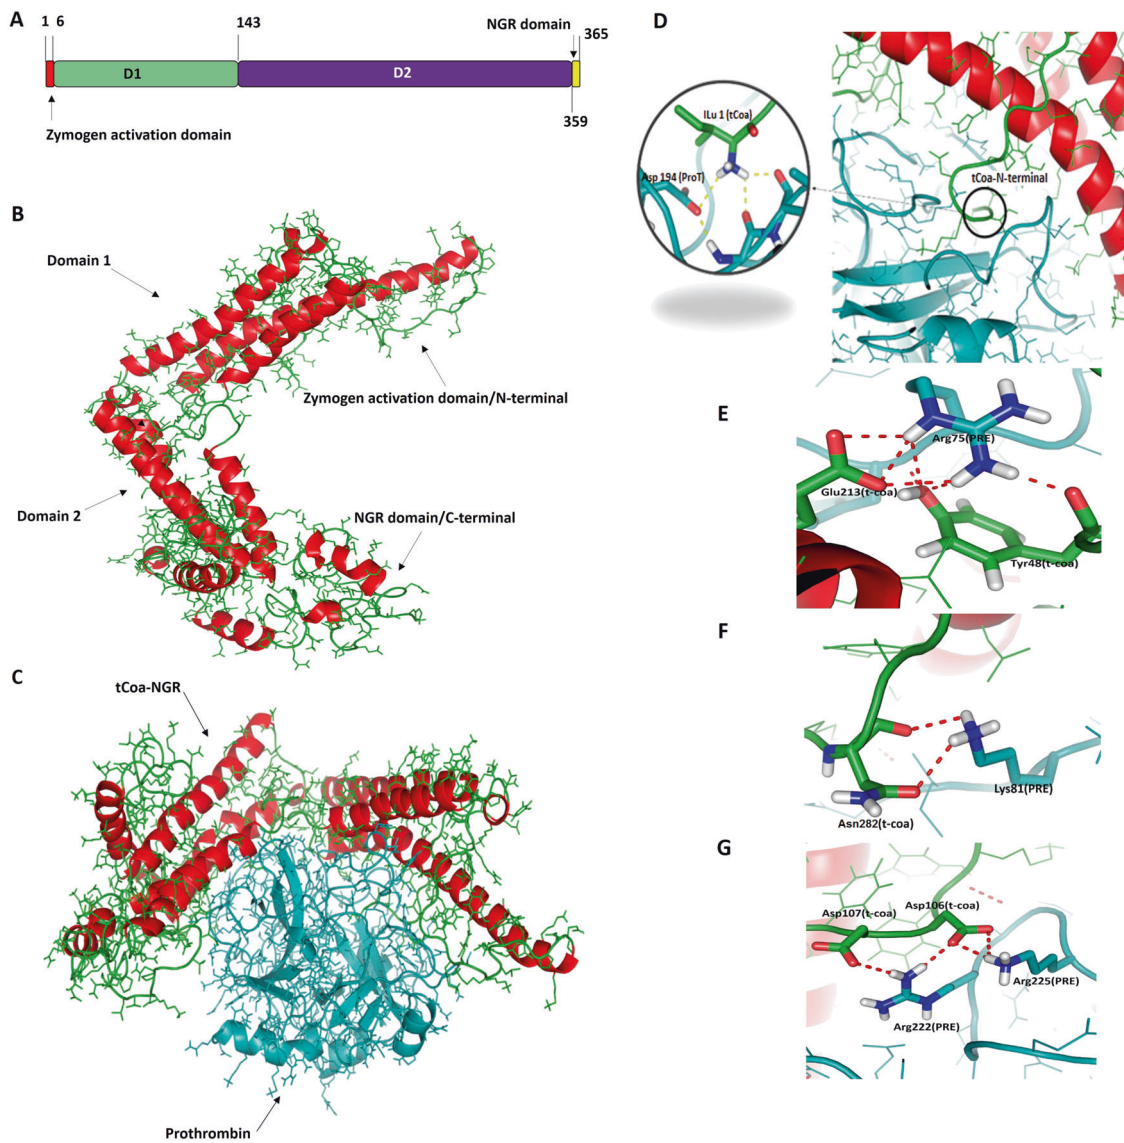 A
1 6
143
NGR domain
365
D1
D2
359
Zymogen activation domain
B
Domain 1
Zymogen activation domain/N-terminal
Domain 2
NGR domain/C-terminal
C
tCoa-NGR
Prothrombin
D
ILu 1 (tCoa)
Asp 194 (ProT)
tCoa-N-terminal
E
Arg75(PRE)
Glu213(t-coa)
Tyr48(t-coa)
F
Lys81(PRE)
Asn282(t-coa)
G
Asp106(t-coa)
Asp107(t-coa)
Arg225(PRE)
Arg222(PRE)